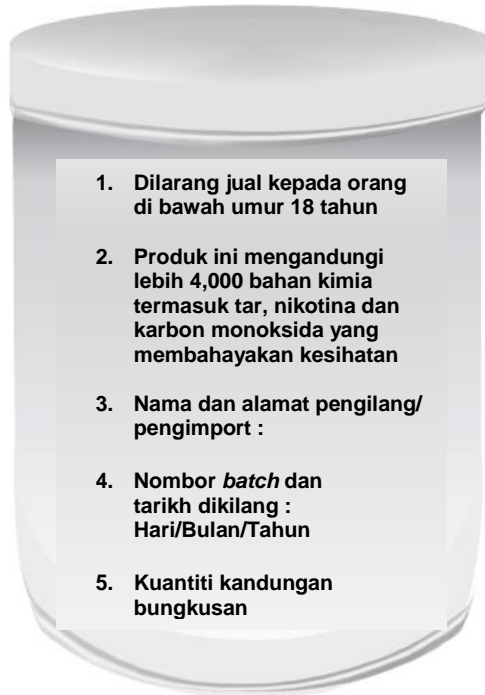 1. Dilarang jual kepada orang
di bawah umur 18 tahun
2. Produk ini mengandungi
lebih 4,000 bahan kimia
termasuk tar, nikotina dan
karbon monoksida yang
membahayakan kesihatan
3. Nama dan alamat pengilang/
pengimport :
4. Nombor batch dan
tarikh dikilang :
Hari/Bulan/Tahun
5. Kuantiti kandungan
bungkusan